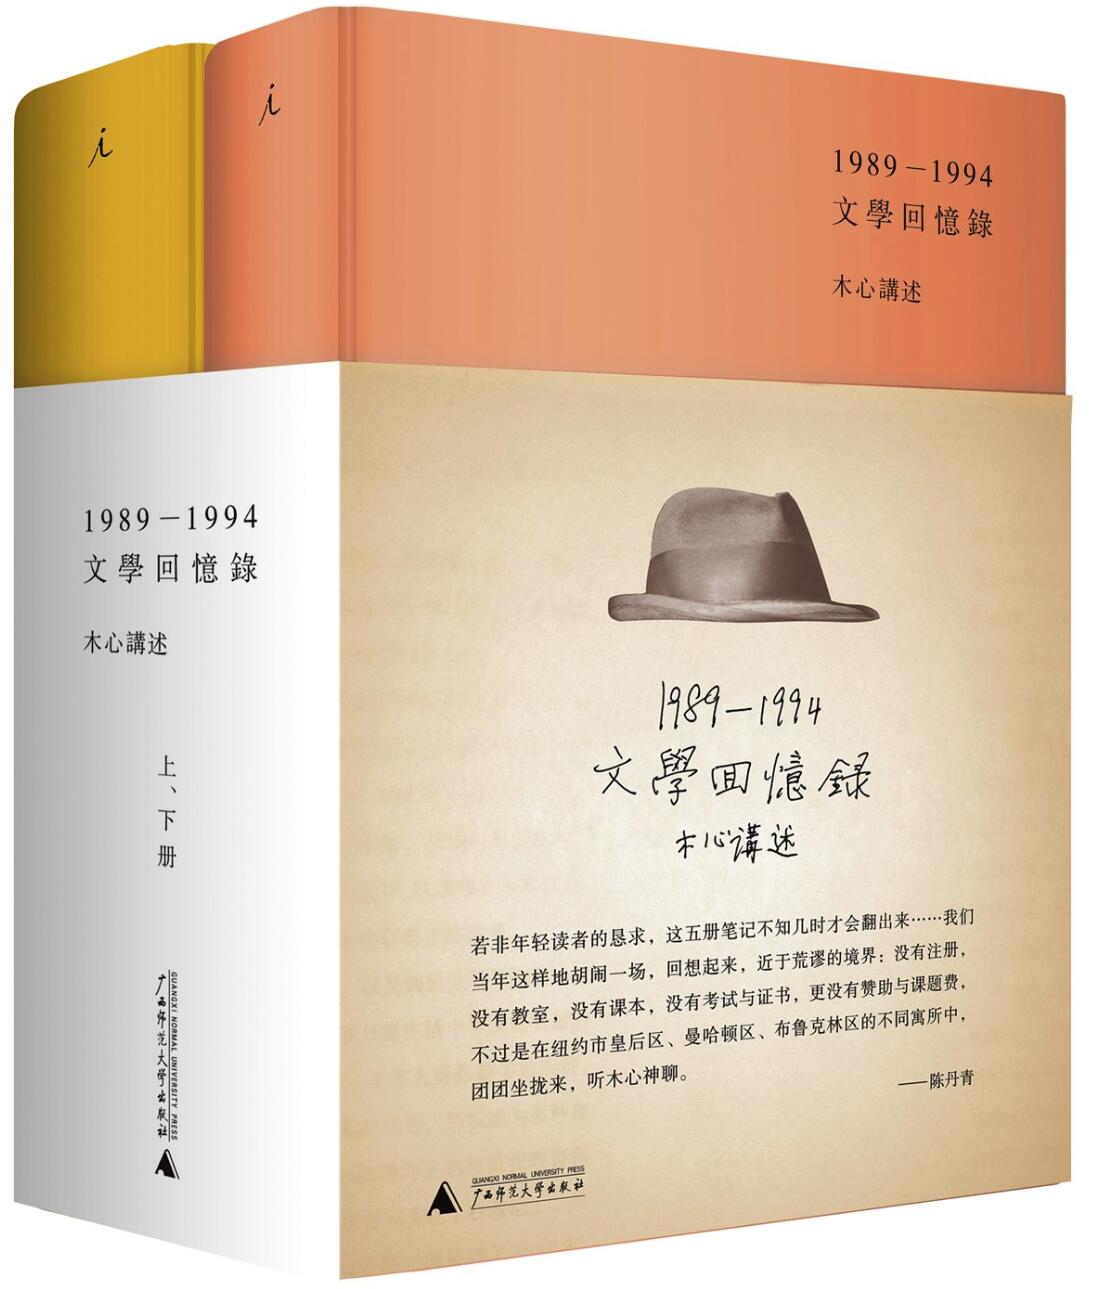 i
i
1989—1994
文學回憶錄
木心講述
1989—1994
文學回憶錄
木心講述
上、下册
GUANGXI NORMAL UNIVERSITY PRESS
广西师范大学出版社
1989—1994
文學回憶錄
木心講述
若非年轻读者的恳求，这五册笔记不知几时才会翻出来……我们
当年这样地胡闹一场，回想起来，近于荒谬的境界：没有注册，
没有教室，没有课本，没有考试与证书，更没有赞助与课题费，
不过是在纽约市皇后区、曼哈顿区、布鲁克林区的不同寓所中，
团团坐拢来，听木心神聊。
——陈丹青
GUANGXI NORMAL UNIVERSITY PRESS
广西师范大学出版社